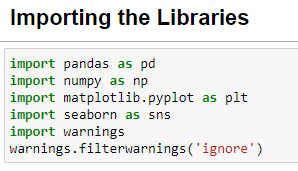 Importing the Libraries
import pandas as pd
import numpy as np
import matplotlib.pyplot as plt
import seaborn as sns
import warnings
warnings.filterwarnings('ignore')